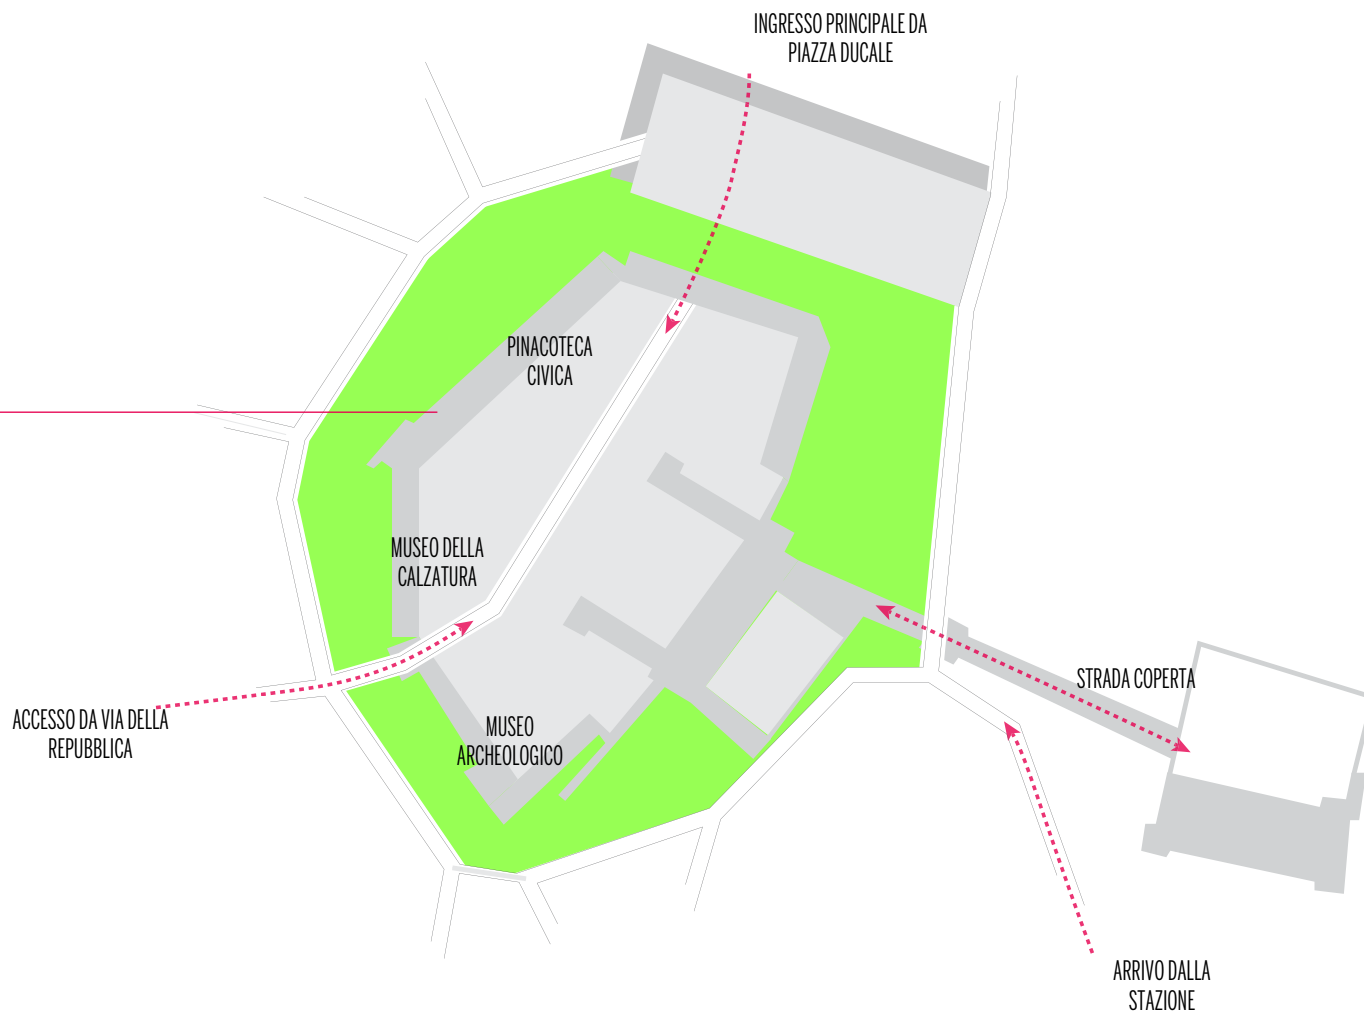 INGRESSO PRINCIPALE DA
PIAZZA DUCALE
PINACOTECA
CIVICA
MUSEO DELLA
CALZATURA
STRADA COPERTA
ACCESSO DA VIA DELLA
REPUBBLICA
MUSEO
ARCHEOLOGICO
ARRIVO DALLA
STAZIONE